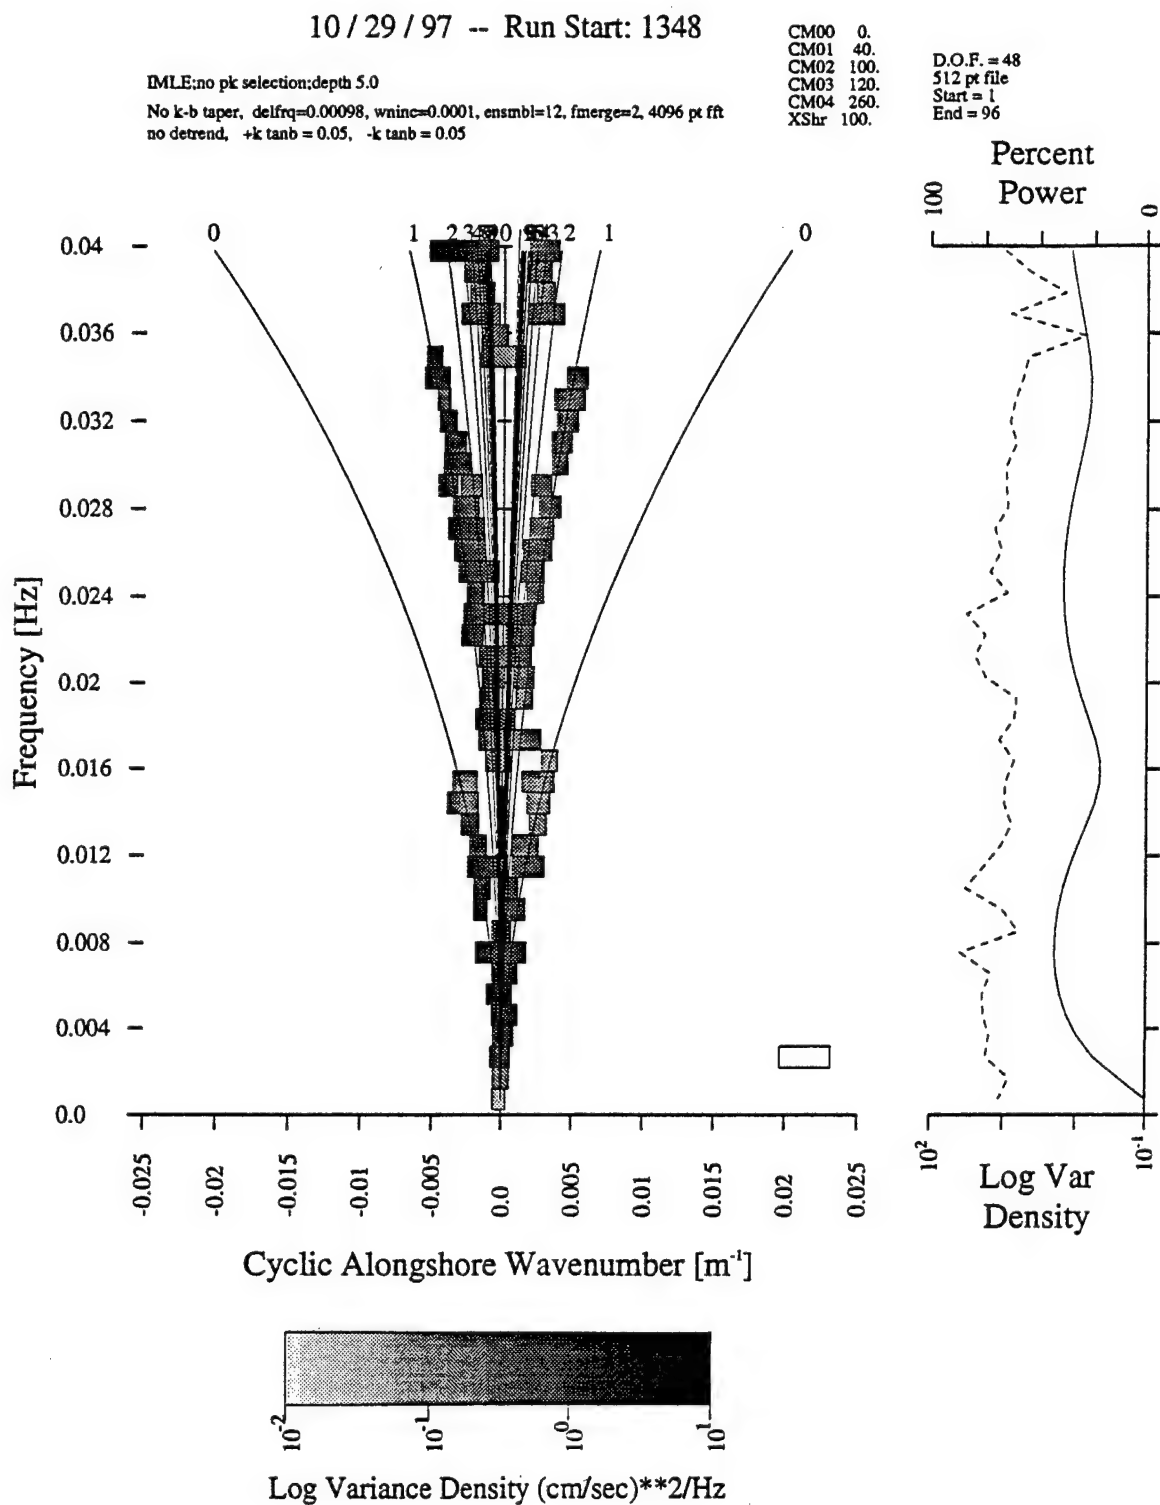 10 / 29 / 97 -- Run Start: 1348
IMLE;no pk selection;depth 5.0
No k-b taper, delfrq=0.00098, wninc=0.0001, ensmbl=12, fmerge=2, 4096 pt fft
no detrend, +k tanb = 0.05, -k tanb = 0.05
CM00 0.
CM01 40.
CM02 100.
CM03 120.
CM04 260.
XShr 100.
D.O.F. = 48
512 pt file
Start = 1
End = 96
Percent
Power
100 0
0 1 2 3 4 0 3 2 1 0
0.04
0.036
0.032
0.028
0.024
0.02
0.016
0.012
0.008
0.004
0.0
Frequency [Hz]
-0.025 -0.02 -0.015 -0.01 -0.005 0.0 0.005 0.01 0.015 0.02 0.025
Cyclic Alongshore Wavenumber [m⁻¹]
10² 10⁻¹
Log Var
Density
10⁻² 10⁻¹ 10⁰ 10¹
Log Variance Density (cm/sec)**2/Hz